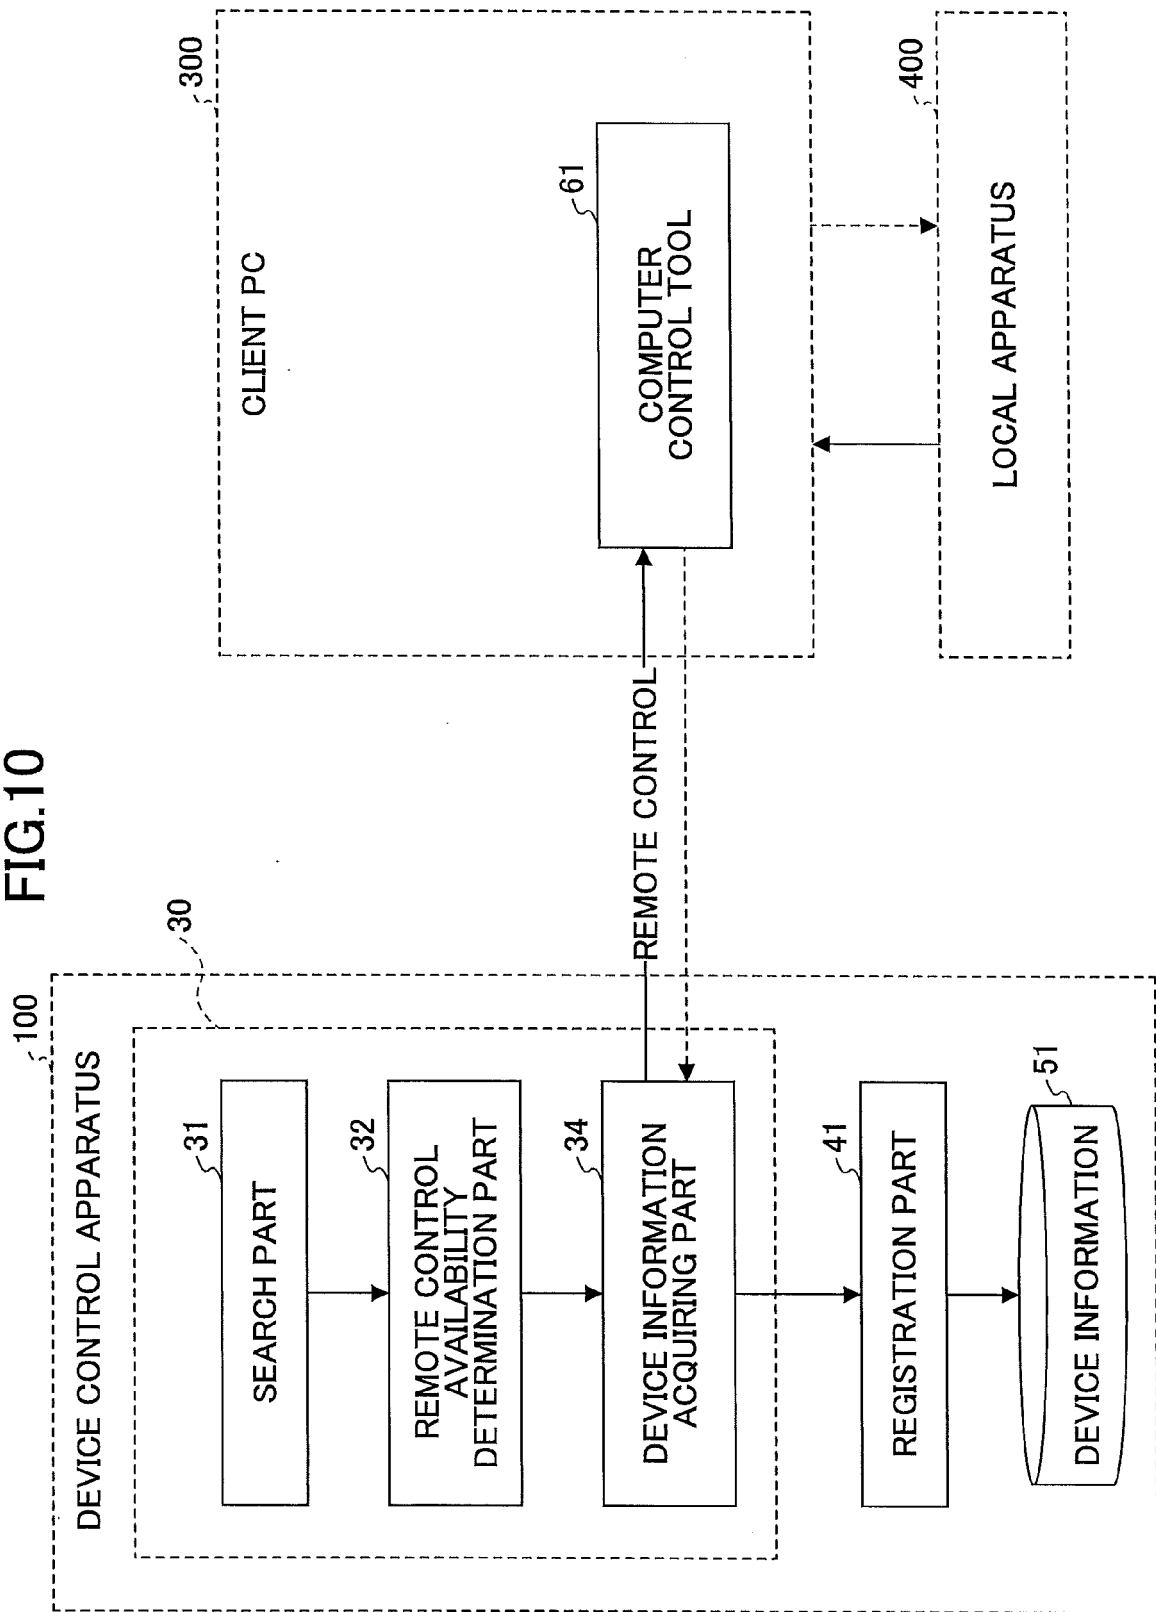 FIG.10
100
DEVICE CONTROL APPARATUS
30
31
SEARCH PART
32
REMOTE CONTROL
AVAILABILITY
DETERMINATION PART
34
DEVICE INFORMATION
ACQUIRING PART
41
REGISTRATION PART
51
DEVICE INFORMATION
REMOTE CONTROL
300
CLIENT PC
61
COMPUTER
CONTROL TOOL
400
LOCAL APPARATUS